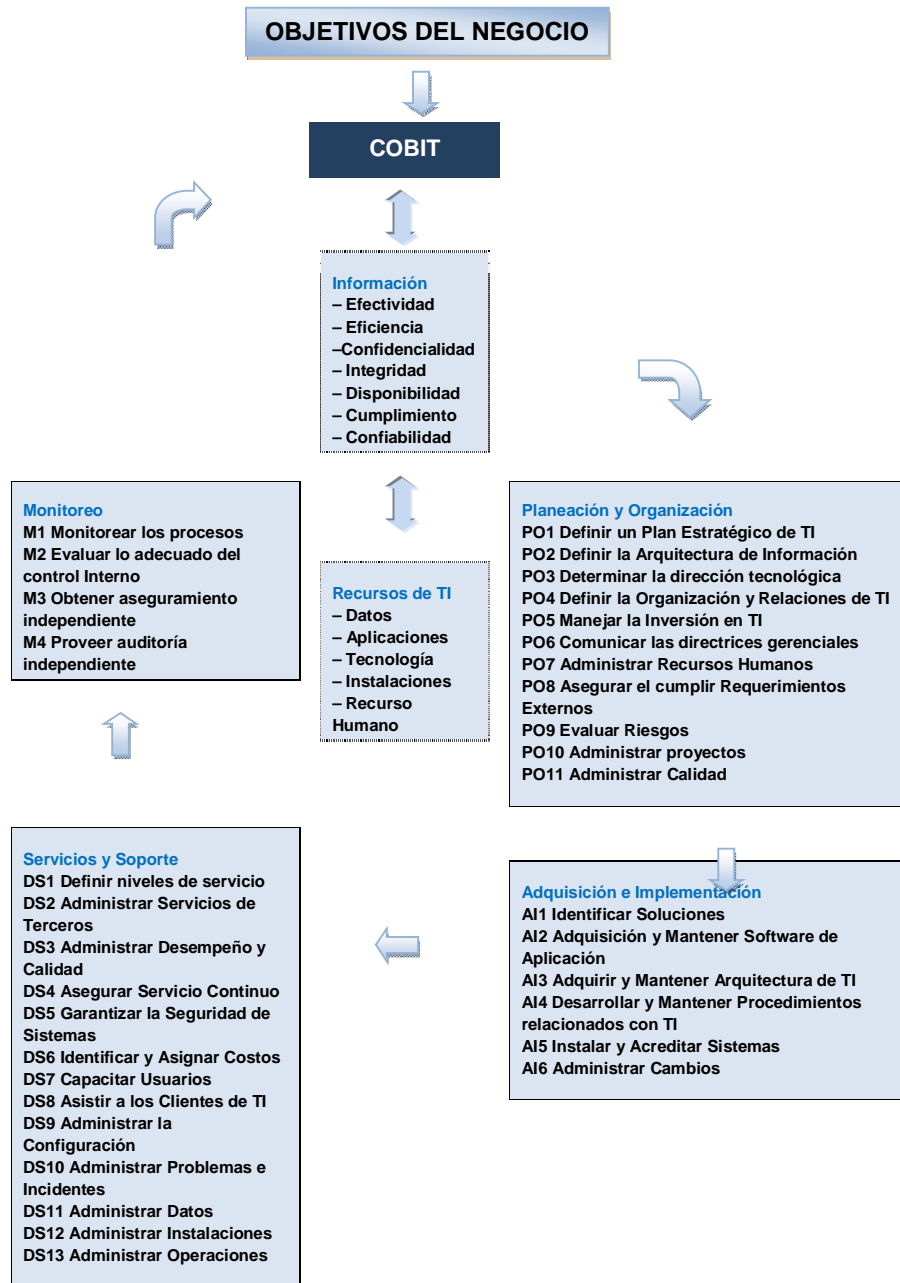 OBJETIVOS DEL NEGOCIO
COBIT
Información
– Efectividad
– Eficiencia
–Confidencialidad
– Integridad
– Disponibilidad
– Cumplimiento
– Confiabilidad
Monitoreo
M1 Monitorear los procesos
M2 Evaluar lo adecuado del
control Interno
M3 Obtener aseguramiento
independiente
M4 Proveer auditoría
independiente
Recursos de TI
– Datos
– Aplicaciones
– Tecnología
– Instalaciones
– Recurso
Humano
Planeación y Organización
PO1 Definir un Plan Estratégico de TI
PO2 Definir la Arquitectura de Información
PO3 Determinar la dirección tecnológica
PO4 Definir la Organización y Relaciones de TI
PO5 Manejar la Inversión en TI
PO6 Comunicar las directrices gerenciales
PO7 Administrar Recursos Humanos
PO8 Asegurar el cumplir Requerimientos
Externos
PO9 Evaluar Riesgos
PO10 Administrar proyectos
PO11 Administrar Calidad
Servicios y Soporte
DS1 Definir niveles de servicio
DS2 Administrar Servicios de
Terceros
DS3 Administrar Desempeño y
Calidad
DS4 Asegurar Servicio Continuo
DS5 Garantizar la Seguridad de
Sistemas
DS6 Identificar y Asignar Costos
DS7 Capacitar Usuarios
DS8 Asistir a los Clientes de TI
DS9 Administrar la
Configuración
DS10 Administrar Problemas e
Incidentes
DS11 Administrar Datos
DS12 Administrar Instalaciones
DS13 Administrar Operaciones
Adquisición e Implementación
AI1 Identificar Soluciones
AI2 Adquisición y Mantener Software de
Aplicación
AI3 Adquirir y Mantener Arquitectura de TI
AI4 Desarrollar y Mantener Procedimientos
relacionados con TI
AI5 Instalar y Acreditar Sistemas
AI6 Administrar Cambios